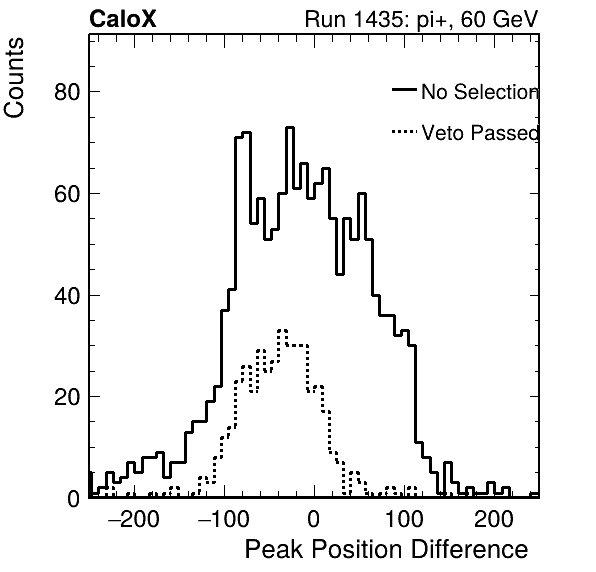 CaloX Run 1435: pi+, 60 GeV
Counts
No Selection
Veto Passed
80
60
40
20
0
−200 −100 0 100 200
Peak Position Difference